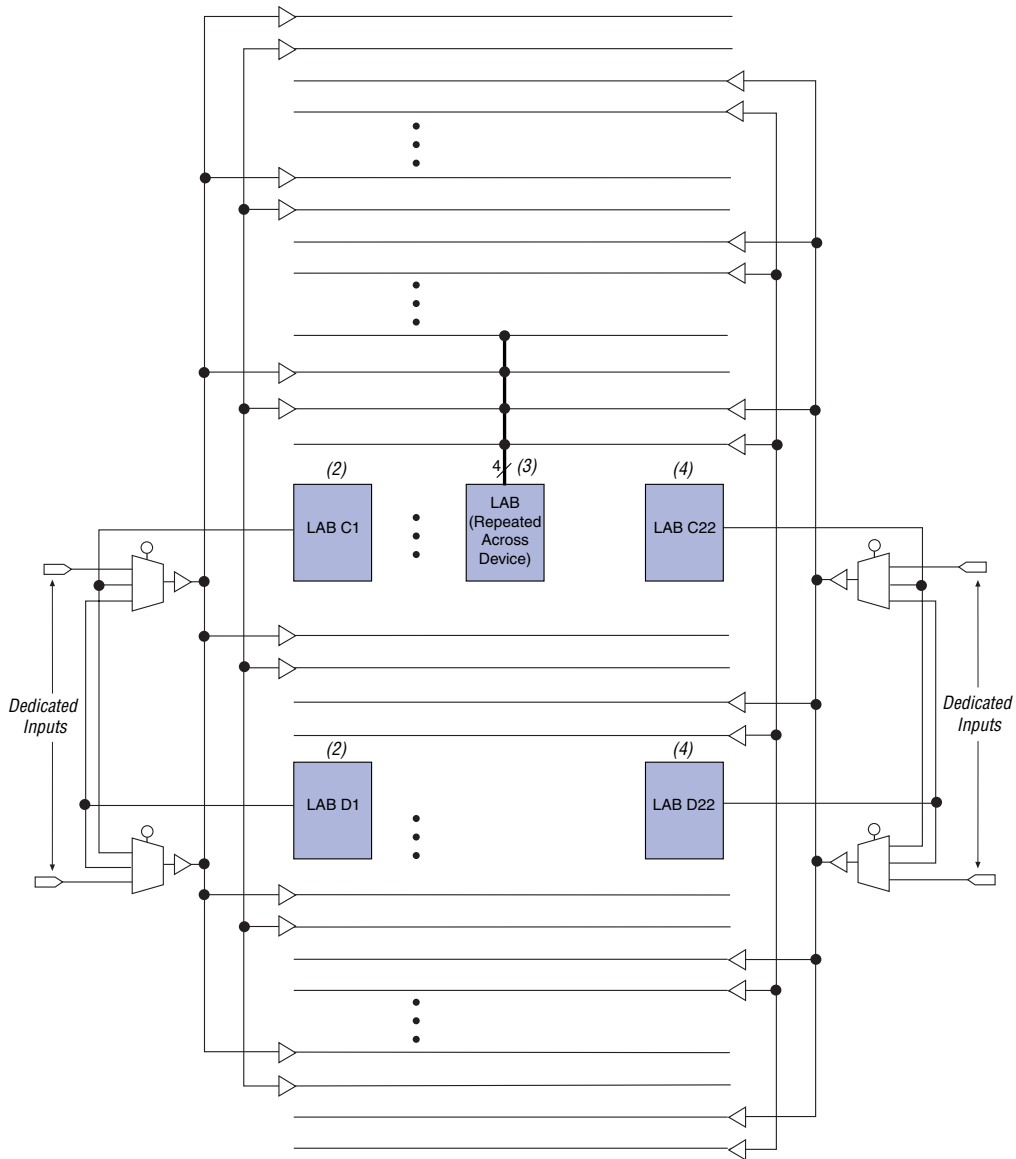 4
(3)
(2)
(4)
LAB C1
LAB
(Repeated
Across
Device)
LAB C22
Dedicated
Inputs
Dedicated
Inputs
(2)
(4)
LAB D1
LAB D22